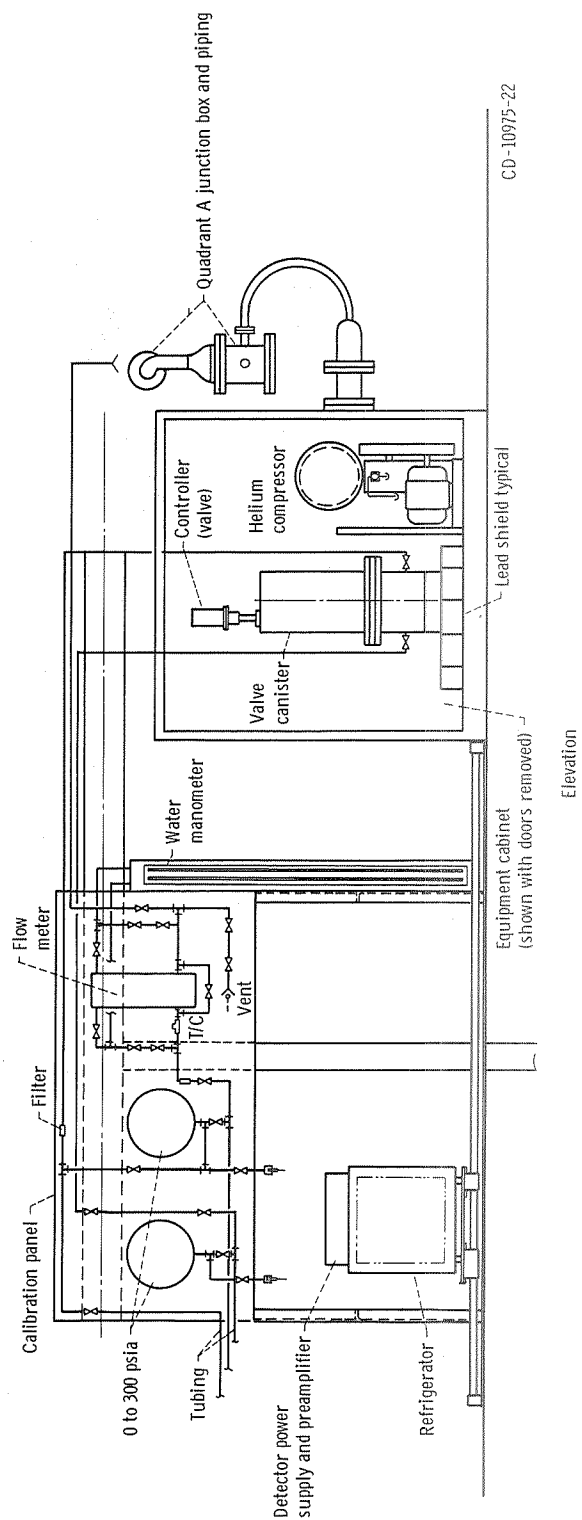 Calibration panel
Filter
Flow
meter
Water
manometer
0 to 300 psia
Tubing
T/C
Vent
Detector power
supply and preamplifier
Refrigerator
Controller
(valve)
Valve
canister
Helium
compressor
Quadrant A junction box and piping
Lead shield typical
Equipment cabinet
(shown with doors removed)
Elevation
CD-10975-22